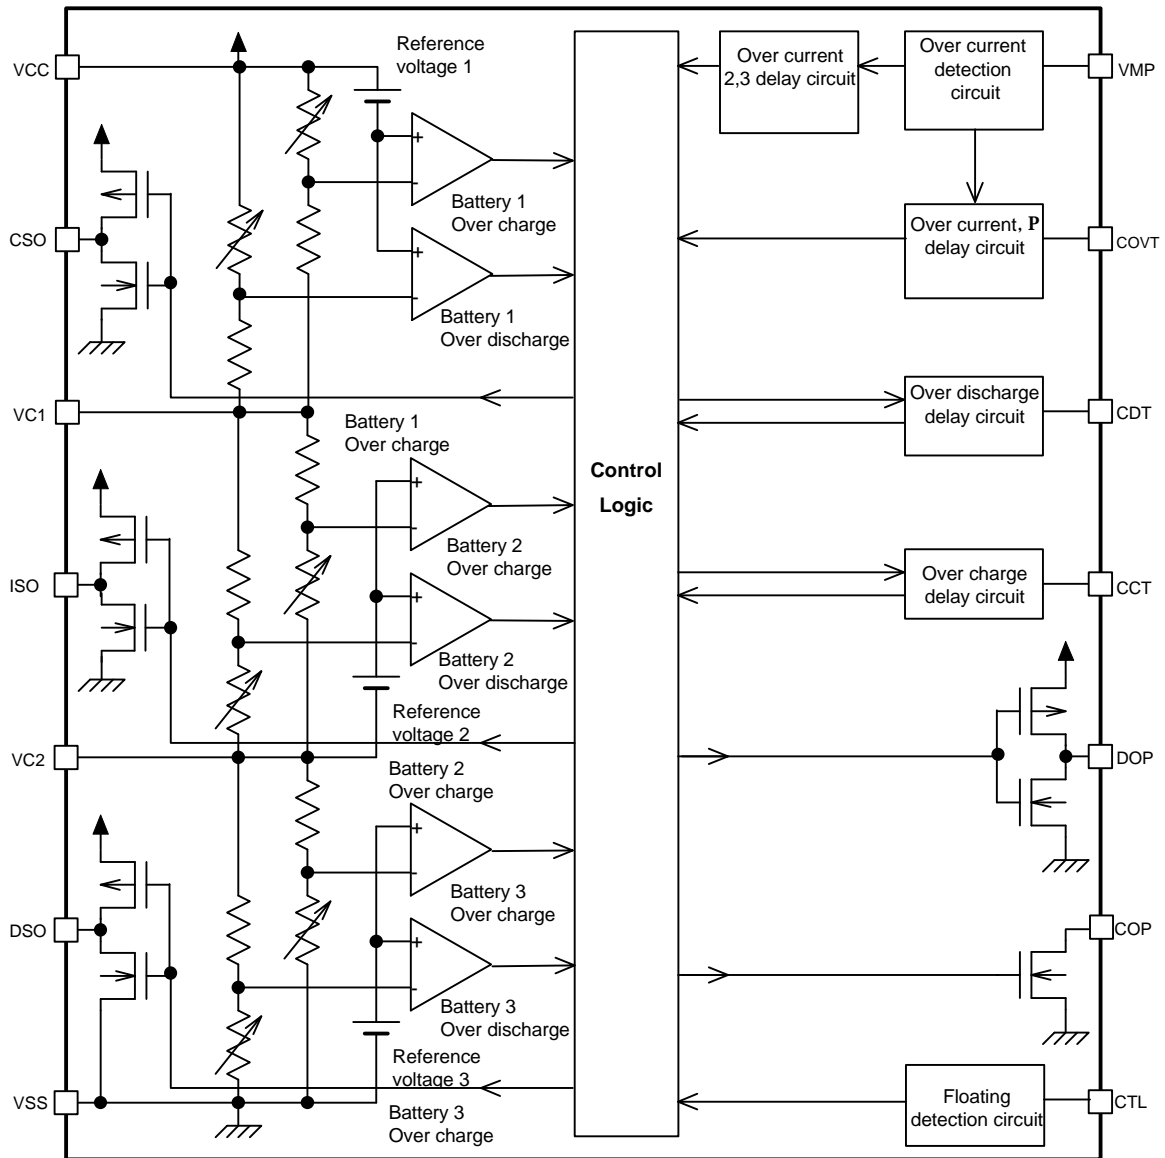 Reference
voltage 1
VCC
Over current
2,3 delay circuit
Over current
detection
circuit
VMP
+
-
Battery 1
Over charge
CSO
Over current, P
delay circuit
COVT
+
-
Battery 1
Over discharge
VC1
Over discharge
delay circuit
CDT
Battery 1
Over charge
Control
Logic
+
-
Battery 2
Over charge
ISO
Over charge
delay circuit
CCT
+
-
Battery 2
Over discharge
Reference
voltage 2
VC2
DOP
Battery 2
Over charge
+
-
Battery 3
Over charge
DSO
COP
+
-
Battery 3
Over discharge
Reference
voltage 3
VSS
Battery 3
Over charge
Floating
detection circuit
CTL